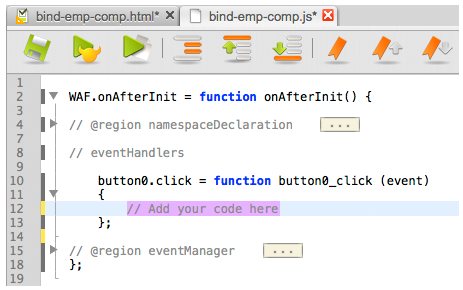 bind-emp-comp.html* bind-emp-comp.js*
1
2 WAF.onAfterInit = function onAfterInit() {
3
4 // @region namespaceDeclaration ...
7
8 // eventHandlers
9
10 button0.click = function button0_click (event)
11 {
12 // Add your code here
13 };
14
15 // @region eventManager ...
18 };
19